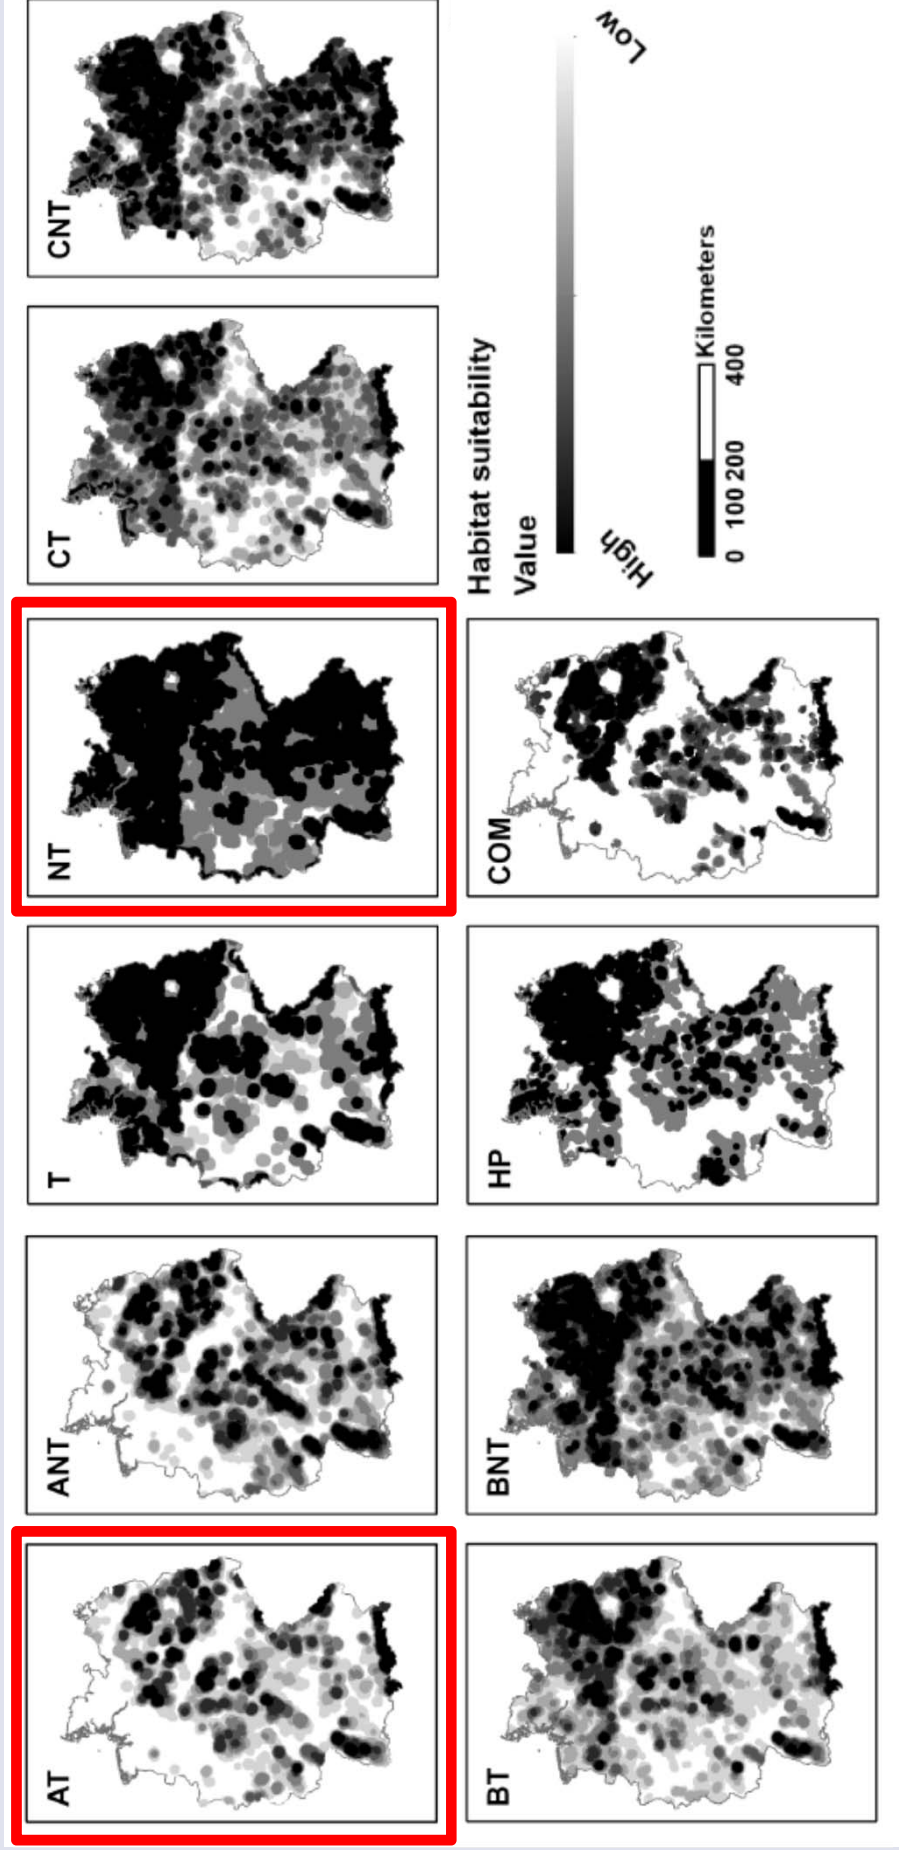 AT
ANT
T
NT
CT
CNT
BT
BNT
HP
COM
Habitat suitability
Value
High
Low
0 100 200 400
Kilometers